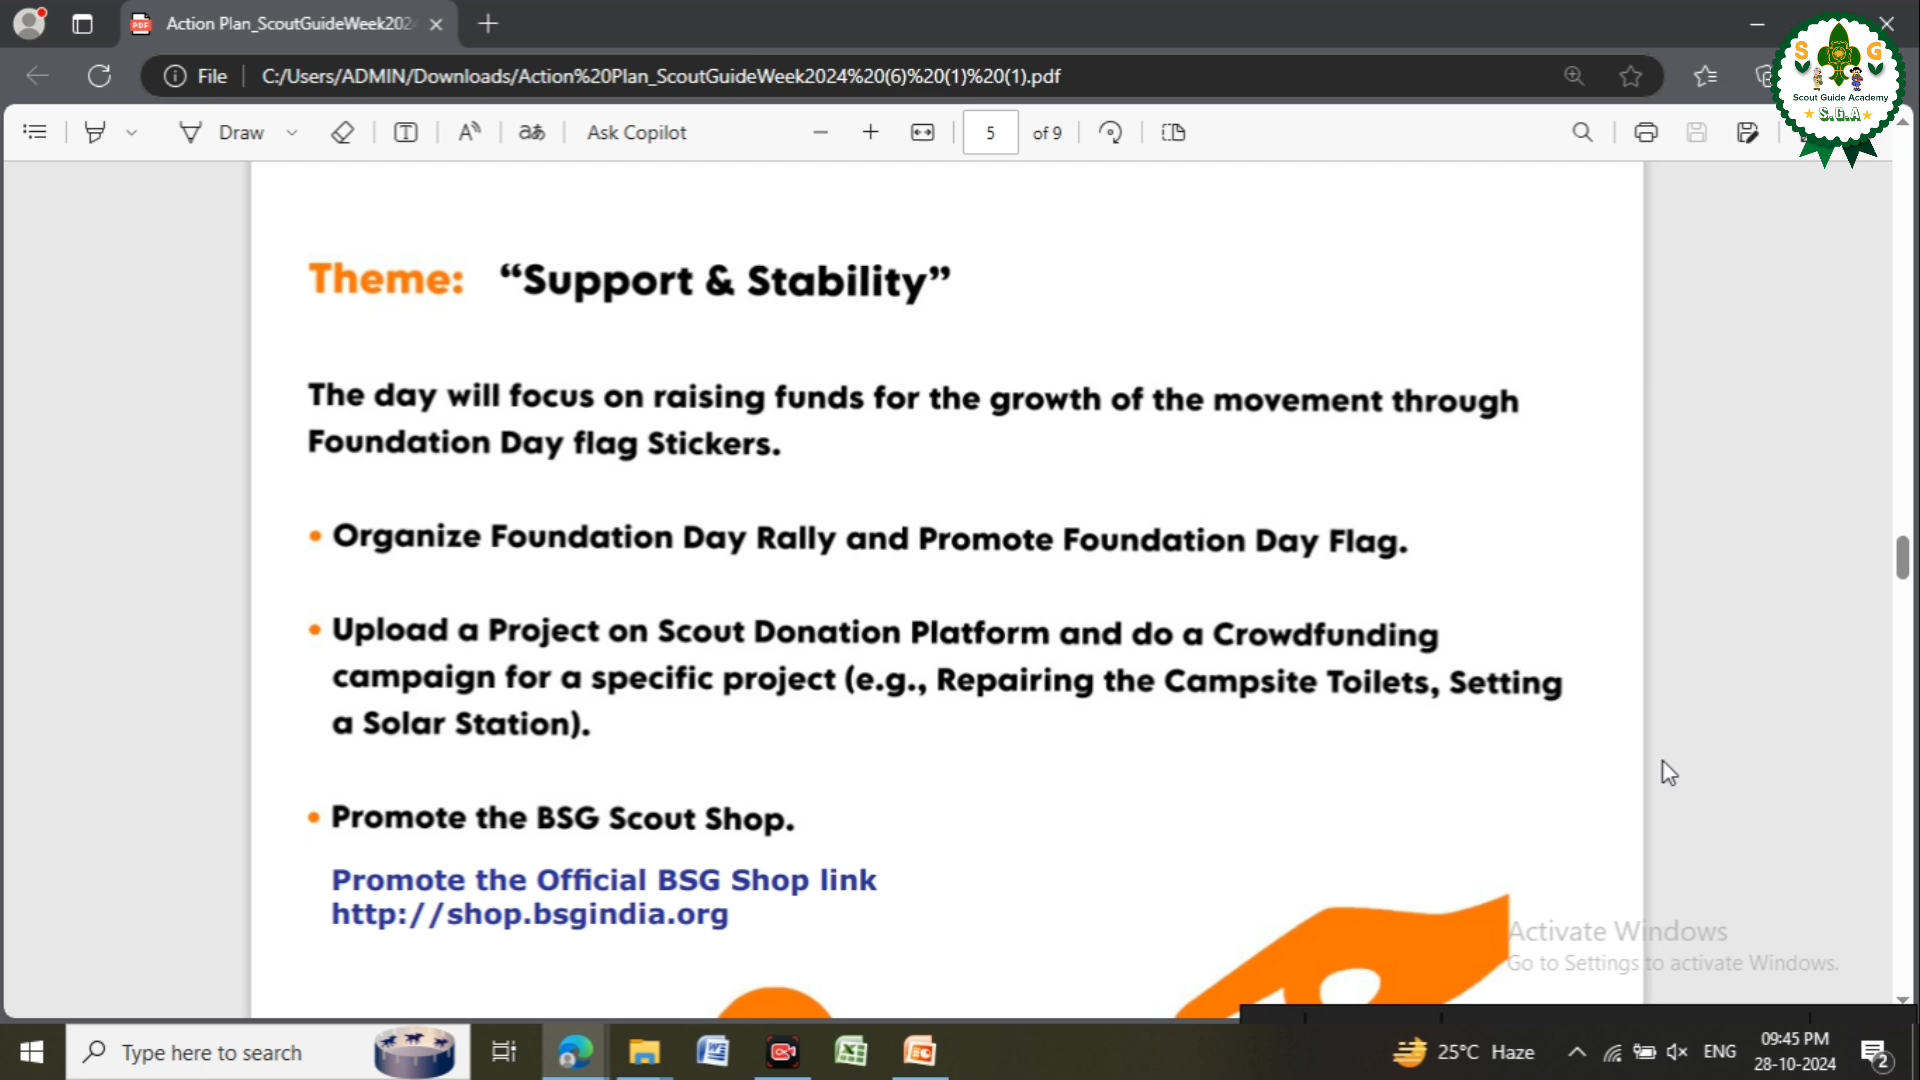 Action Plan_ScoutGuideWeek202
File
C:/Users/ADMIN/Downloads/Action%20Plan_ScoutGuideWeek2024%20(6)%20(1)%20(1).pdf
S G
Scout Guide Academy
S.G.A
Draw
Ask Copilot
5 of 9
Theme: “Support & Stability”
The day will focus on raising funds for the growth of the movement through
Foundation Day flag Stickers.
• Organize Foundation Day Rally and Promote Foundation Day Flag.
• Upload a Project on Scout Donation Platform and do a Crowdfunding
campaign for a specific project (e.g., Repairing the Campsite Toilets, Setting
a Solar Station).
• Promote the BSG Scout Shop.
Promote the Official BSG Shop link
http://shop.bsgindia.org
Activate Windows
Go to Settings to activate Windows.
Type here to search
25°C Haze
ENG
09:45 PM
28-10-2024
2